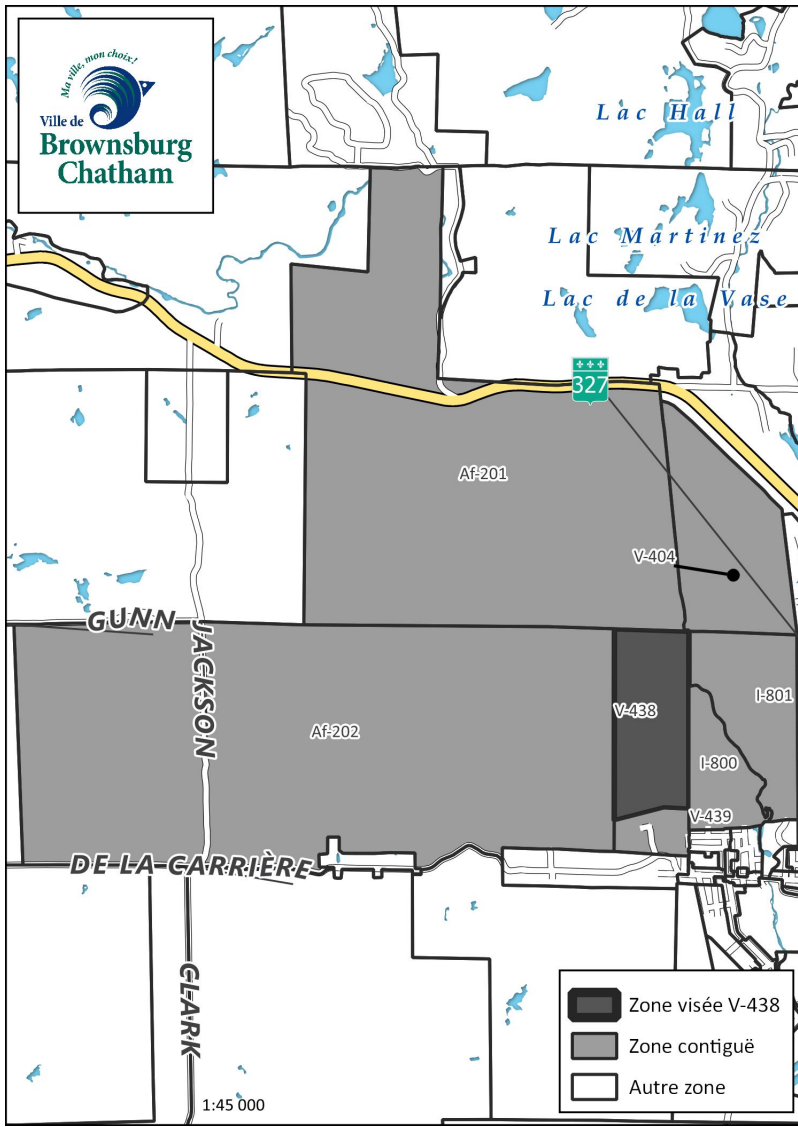 Ma ville, mon choix!
Ville de
Brownsburg
Chatham
Lac Hall
Lac Martinez
Lac de la Vase
327
Af-201
V-404
GUNN
JACKSON
V-438
I-801
Af-202
I-800
V-439
DE LA CARRIÈRE
CLARK
Zone visée V-438
Zone contiguë
Autre zone
1:45 000